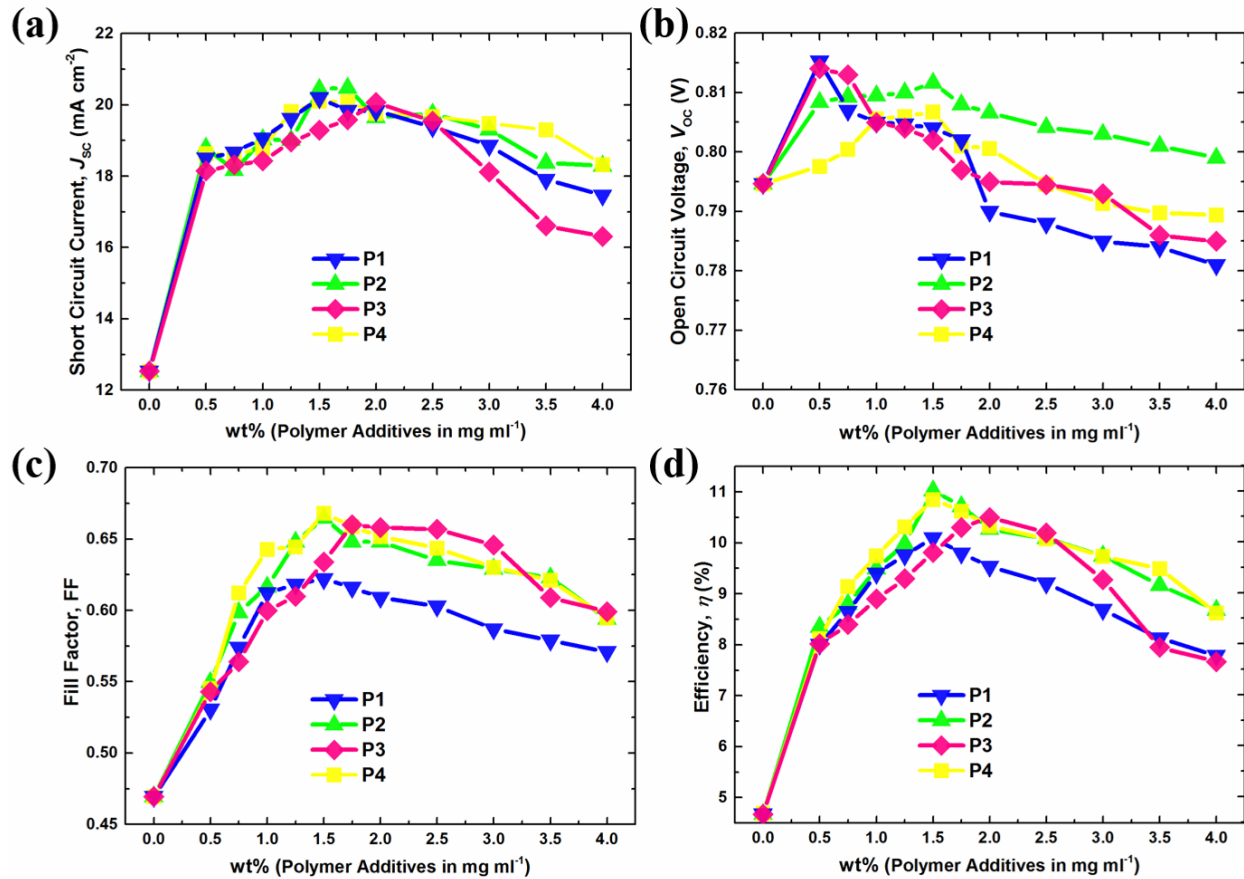 (a)
Short Circuit Current, Jsc (mA cm-2)
22
20
18
16
14
12
P1
P2
P3
P4
0.0 0.5 1.0 1.5 2.0 2.5 3.0 3.5 4.0
wt% (Polymer Additives in mg ml-1)
(b)
Open Circuit Voltage, Voc (V)
0.82
0.81
0.80
0.79
0.78
0.77
0.76
P1
P2
P3
P4
0.0 0.5 1.0 1.5 2.0 2.5 3.0 3.5 4.0
wt% (Polymer Additives in mg ml-1)
(c)
Fill Factor, FF
0.70
0.65
0.60
0.55
0.50
0.45
P1
P2
P3
P4
0.0 0.5 1.0 1.5 2.0 2.5 3.0 3.5 4.0
wt% (Polymer Additives in mg ml-1)
(d)
Efficiency, η (%)
11
10
9
8
7
6
5
P1
P2
P3
P4
0.0 0.5 1.0 1.5 2.0 2.5 3.0 3.5 4.0
wt% (Polymer Additives in mg ml-1)